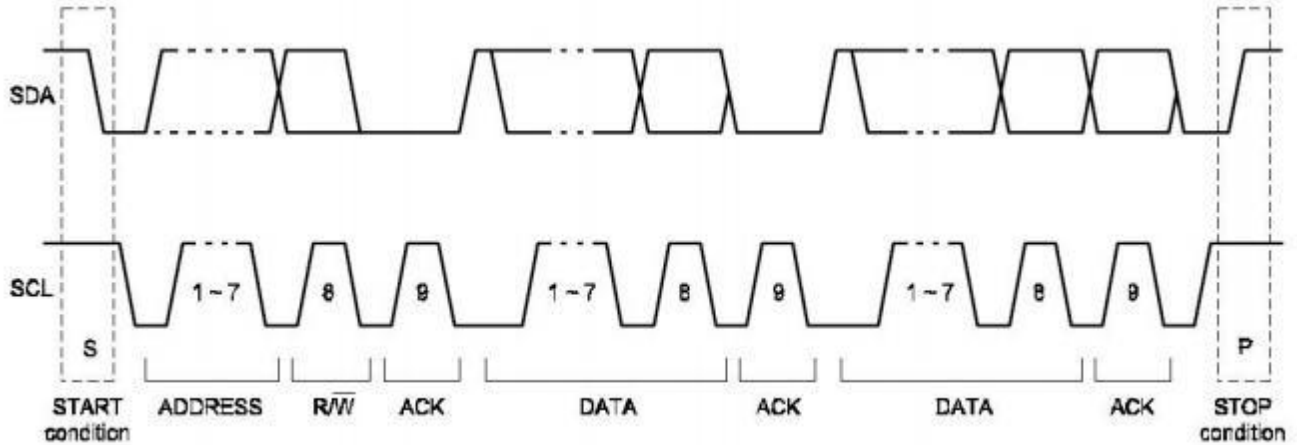 SDA
SCL
1~7 8 9 1~7 8 9 1~7 8 9
S P
START condition ADDRESS R/W̅ ACK DATA ACK DATA ACK STOP condition